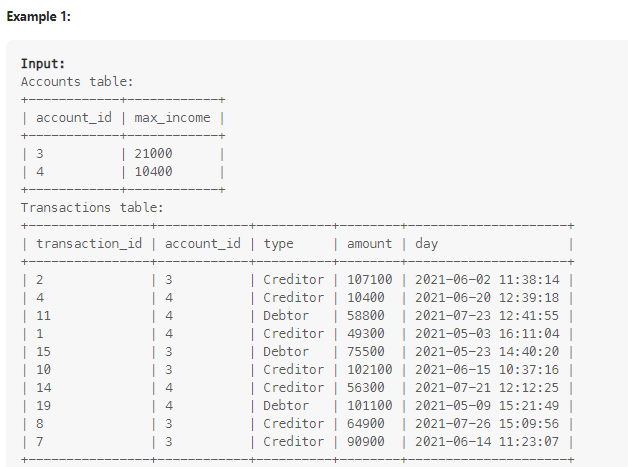 Example 1:
Input:
Accounts table:
+------------+------------+
| account_id | max_income |
+------------+------------+
| 3          | 21000      |
| 4          | 10400      |
+------------+------------+
Transactions table:
+----------------+------------+----------+--------+---------------------+
| transaction_id | account_id | type     | amount | day                 |
+----------------+------------+----------+--------+---------------------+
| 2              | 3          | Creditor | 107100 | 2021-06-02 11:38:14 |
| 4              | 4          | Creditor | 10400  | 2021-06-20 12:39:18 |
| 11             | 4          | Debtor   | 58800  | 2021-07-23 12:41:55 |
| 1              | 4          | Creditor | 49300  | 2021-05-03 16:11:04 |
| 15             | 3          | Debtor   | 75500  | 2021-05-23 14:40:20 |
| 10             | 3          | Creditor | 102100 | 2021-06-15 10:37:16 |
| 14             | 4          | Creditor | 56300  | 2021-07-21 12:12:25 |
| 19             | 4          | Debtor   | 101100 | 2021-05-09 15:21:49 |
| 8              | 3          | Creditor | 64900  | 2021-07-26 15:09:56 |
| 7              | 3          | Creditor | 90900  | 2021-06-14 11:23:07 |
+----------------+------------+----------+--------+---------------------+